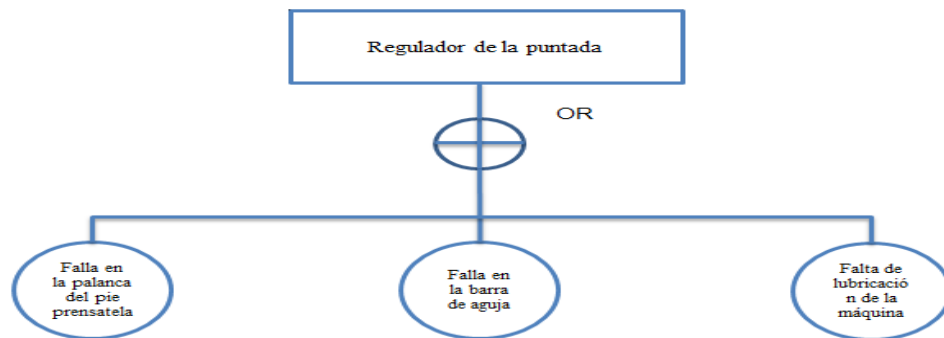 Regulador de la puntada
OR
Falla en
la palanca
del pie
prensatela
Falla en
la barra
de aguja
Falta de
lubricació
n de la
máquina